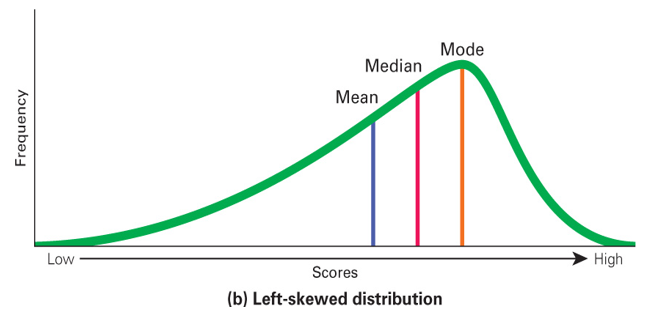 Mode
Median
Mean
Frequency
Low
High
Scores
(b) Left-skewed distribution